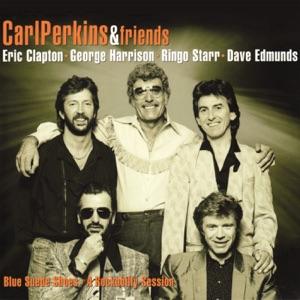 CarlPerkins&friends
Eric Clapton · George Harrison · Ringo Starr · Dave Edmunds
Blue Suede Shoes - A Rockabilly Session